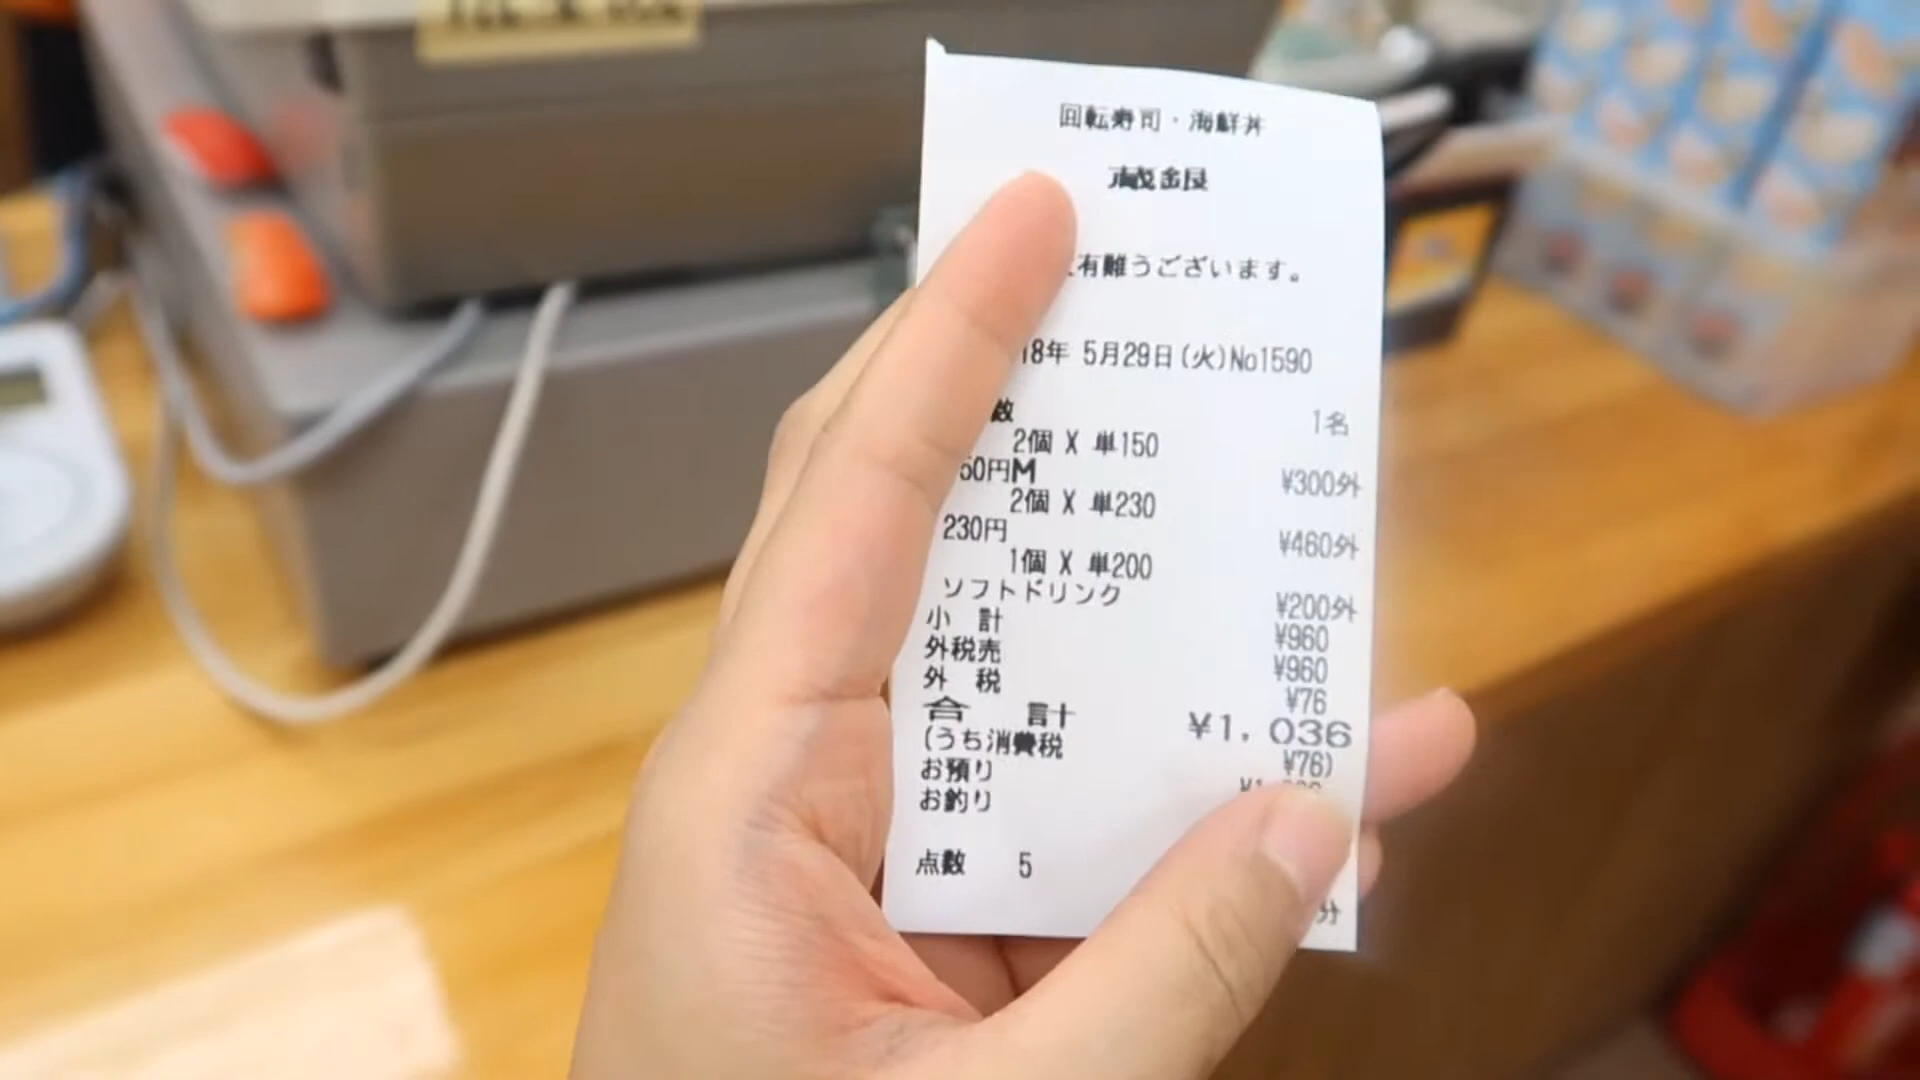 回転寿司・海鮮丼
有難うございます。
18年 5月29日(火)No1590
数 1名
2個 X 単150
50円M ¥300外
2個 X 単230
230円 ¥460外
1個 X 単200
ソフトドリンク ¥200外
小 計 ¥960
外税売 ¥960
外 税 ¥76
合 計 ¥1,036
(うち消費税 ¥76)
お預り
お釣り
点数 5
分